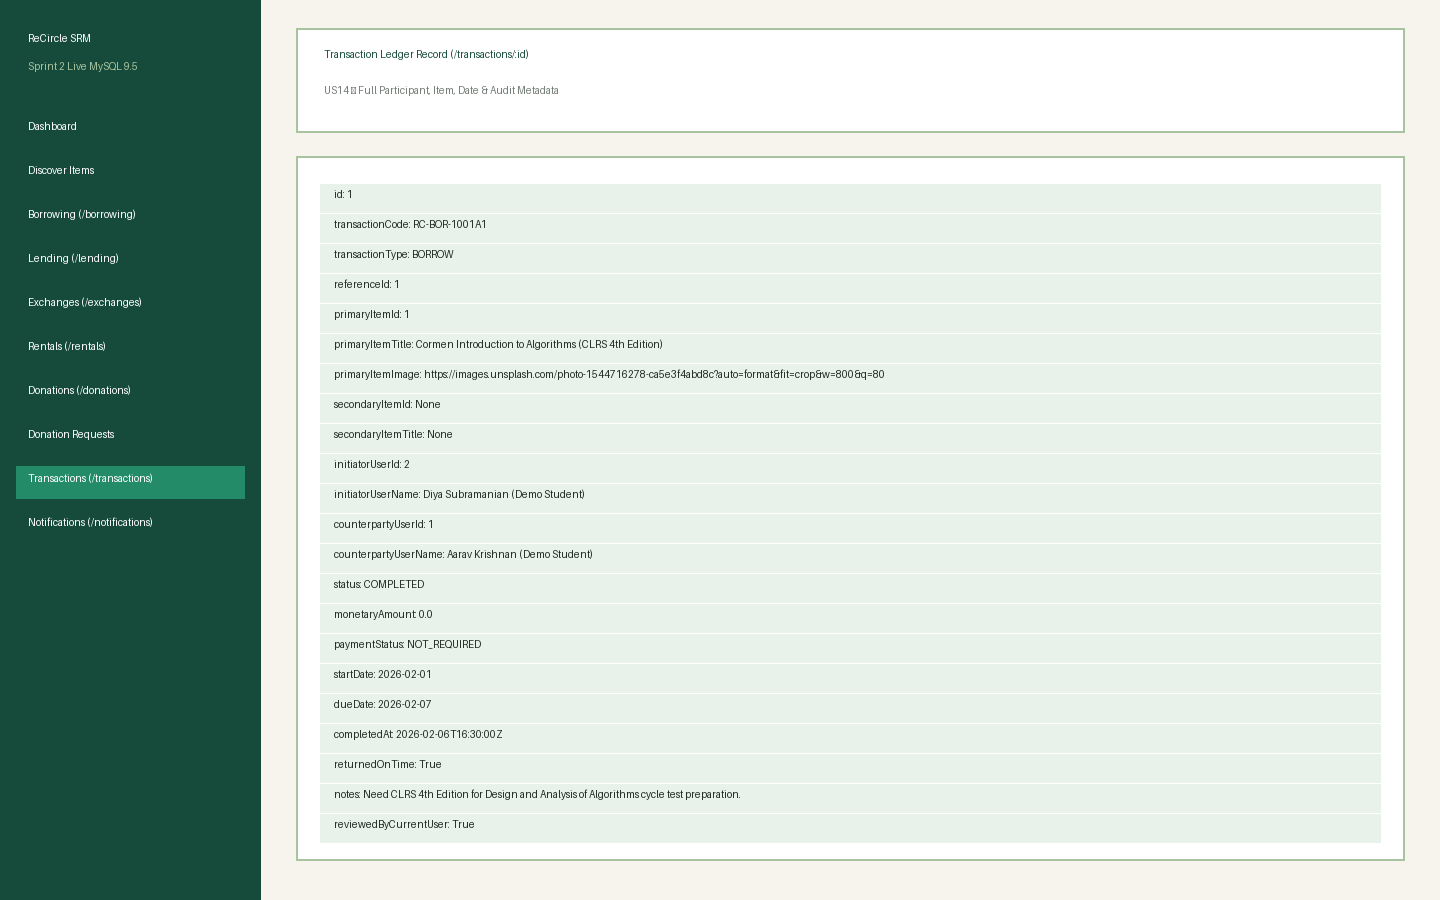 ReCircle SRM
Sprint 2 Live MySQL 9.5
Dashboard
Discover Items
Borrowing (/borrowing)
Lending (/lending)
Exchanges (/exchanges)
Rentals (/rentals)
Donations (/donations)
Donation Requests
Transactions (/transactions)
Notifications (/notifications)
Transaction Ledger Record (/transactions/:id)
US14 Full Participant, Item, Date & Audit Metadata
id: 1
transactionCode: RC-BOR-1001A1
transactionType: BORROW
referenceId: 1
primaryItemId: 1
primaryItemTitle: Cormen Introduction to Algorithms (CLRS 4th Edition)
primaryItemImage: https://images.unsplash.com/photo-1544716278-ca5e3f4abd8c?auto=format&fit=crop&w=800&q=80
secondaryItemId: None
secondaryItemTitle: None
initiatorUserId: 2
initiatorUserName: Diya Subramanian (Demo Student)
counterpartyUserId: 1
counterpartyUserName: Aarav Krishnan (Demo Student)
status: COMPLETED
monetaryAmount: 0.0
paymentStatus: NOT_REQUIRED
startDate: 2026-02-01
dueDate: 2026-02-07
completedAt: 2026-02-06T16:30:00Z
returnedOnTime: True
notes: Need CLRS 4th Edition for Design and Analysis of Algorithms cycle test preparation.
reviewedByCurrentUser: True